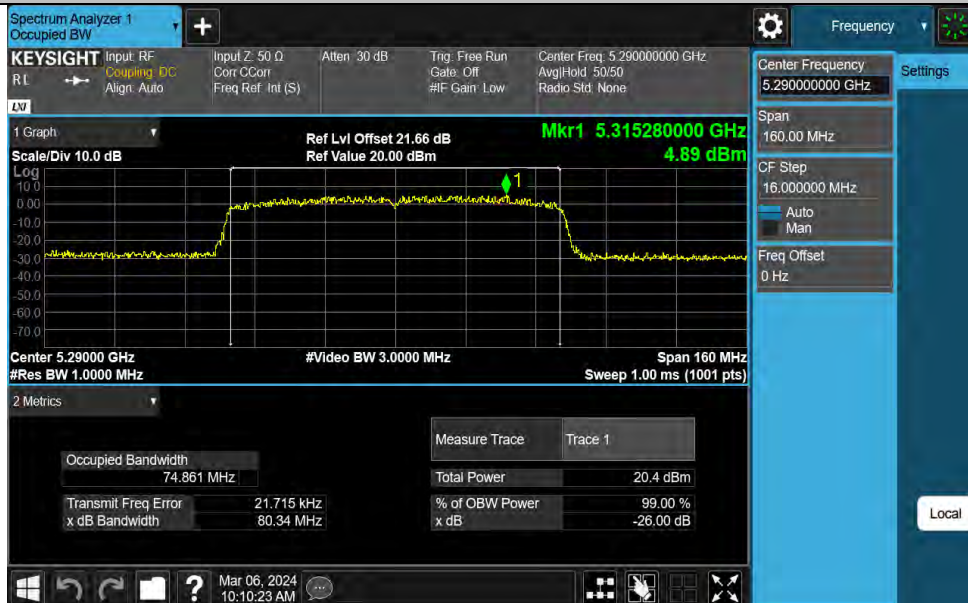 Spectrum Analyzer 1
Occupied BW
+
Frequency
KEYSIGHT
Input: RF
Coupling: DC
Align: Auto
Input Z: 50 Ω
Corr CCorr
Freq Ref: Int (S)
Atten: 30 dB
Trig: Free Run
Gate: Off
#IF Gain: Low
Center Freq: 5.290000000 GHz
Avg|Hold: 50/50
Radio Std: None
LXI
Center Frequency
5.290000000 GHz
Settings
Span
160.00 MHz
CF Step
16.000000 MHz
Auto
Man
Freq Offset
0 Hz
1 Graph
Scale/Div 10.0 dB
Ref Lvl Offset 21.66 dB
Ref Value 20.00 dBm
Mkr1 5.315280000 GHz
4.89 dBm
Log
10.0
0.00
-10.0
-20.0
-30.0
-40.0
-50.0
-60.0
-70.0
1
Center 5.29000 GHz
#Res BW 1.0000 MHz
#Video BW 3.0000 MHz
Span 160 MHz
Sweep 1.00 ms (1001 pts)
2 Metrics
Measure Trace Trace 1
Occupied Bandwidth
74.861 MHz
Total Power 20.4 dBm
Transmit Freq Error 21.715 kHz
% of OBW Power 99.00 %
x dB Bandwidth 80.34 MHz
x dB -26.00 dB
Local
?
Mar 06, 2024
10:10:23 AM